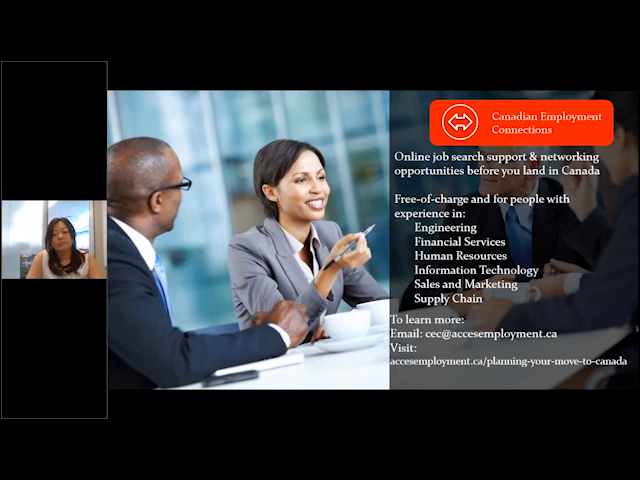 Canadian Employment
Connections
Online job search support & networking
opportunities before you land in Canada
Free-of-charge and for people with
experience in:
Engineering
Financial Services
Human Resources
Information Technology
Sales and Marketing
Supply Chain
To learn more:
Email: cec@accesemployment.ca
Visit:
accesemployment.ca/planning-your-move-to-canada